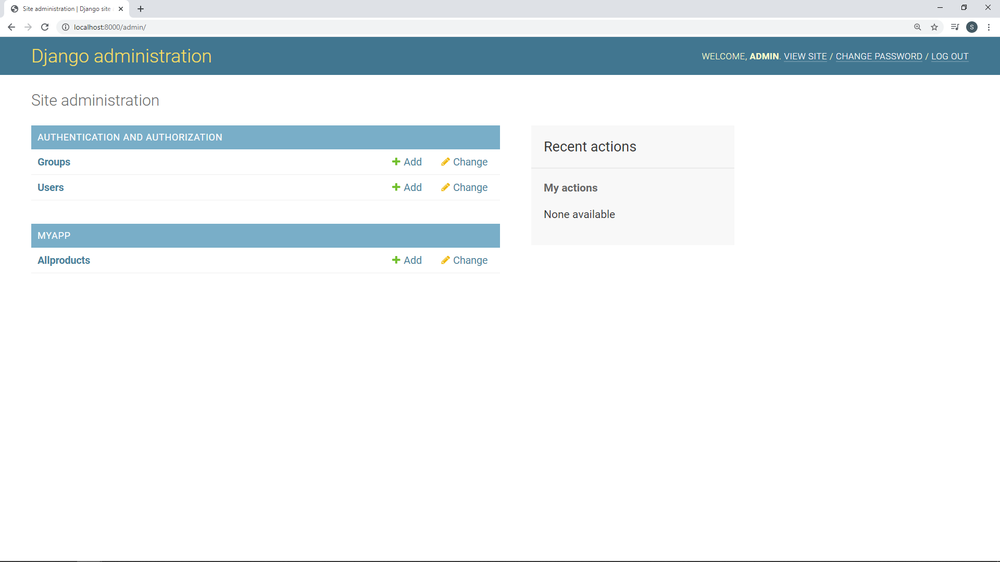 Site administration | Django site
localhost:8000/admin/
S
Django administration
WELCOME, ADMIN. VIEW SITE / CHANGE PASSWORD / LOG OUT
Site administration
AUTHENTICATION AND AUTHORIZATION
Groups Add Change
Users Add Change
MYAPP
Allproducts Add Change
Recent actions
My actions
None available